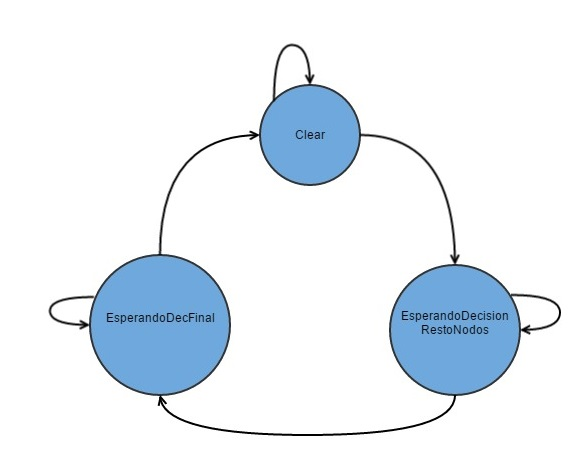 Clear
EsperandoDecFinal
EsperandoDecision
RestoNodos